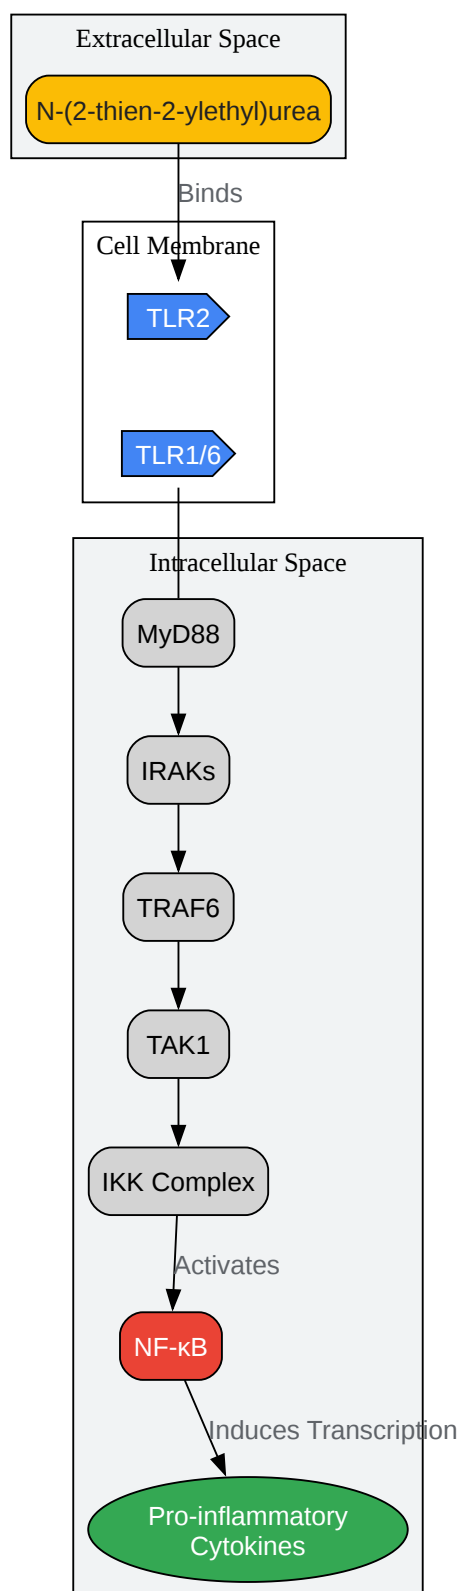 Extracellular Space
N-(2-thien-2-ylethyl)urea
Binds
Cell Membrane
TLR2
TLR1/6
Intracellular Space
MyD88
IRAKs
TRAF6
TAK1
IKK Complex
Activates
NF-κB
Induces Transcription
Pro-inflammatory
Cytokines